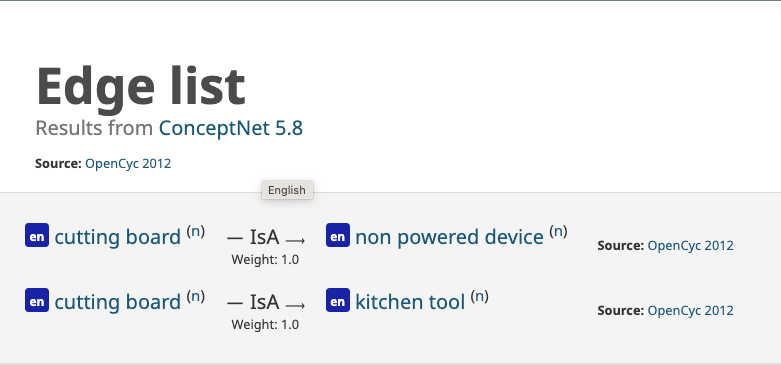 Edge list
Results from ConceptNet 5.8
Source: OpenCyc 2012
English
en cutting board (n) — IsA → en non powered device (n) Source: OpenCyc 2012
Weight: 1.0
en cutting board (n) — IsA → en kitchen tool (n) Source: OpenCyc 2012
Weight: 1.0